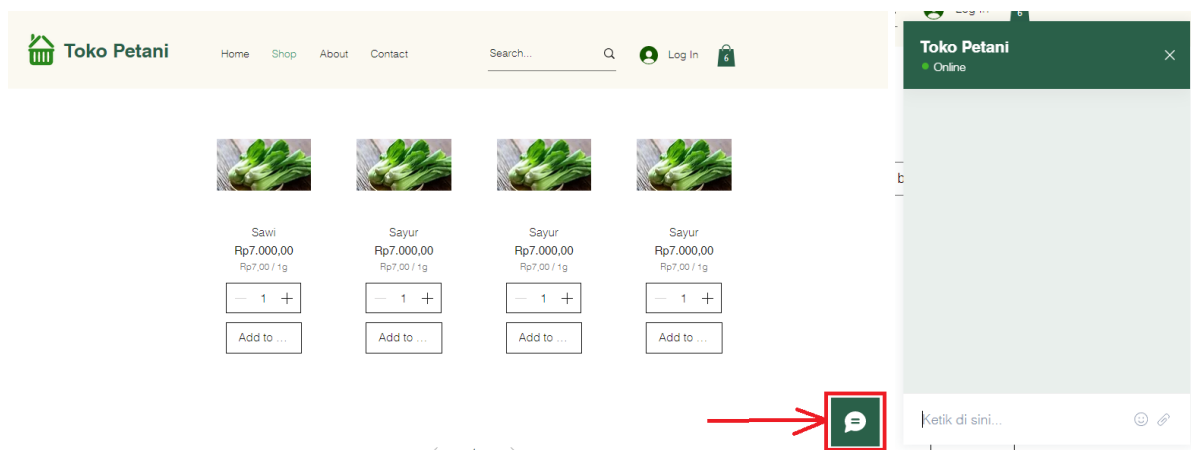 Toko Petani
Home Shop About Contact
Search...
Log In
6
Sawi
Rp7.000,00
Rp7,00 / 1g
1
Add to ...
Sayur
Rp7.000,00
Rp7,00 / 1g
1
Add to ...
Sayur
Rp7.000,00
Rp7,00 / 1g
1
Add to ...
Sayur
Rp7.000,00
Rp7,00 / 1g
1
Add to ...
Toko Petani
Online
Ketik di sini...